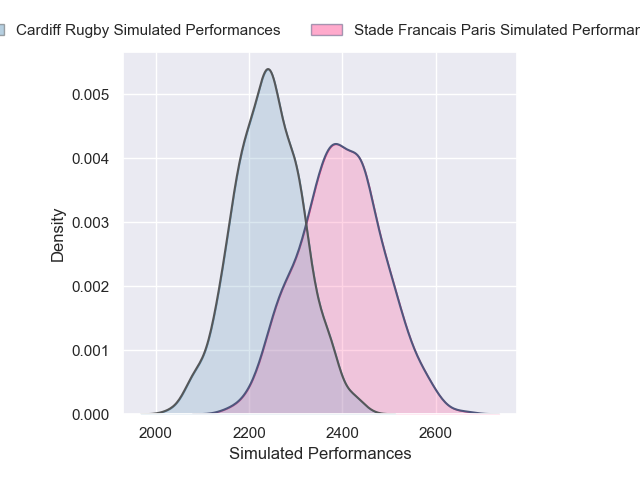 Cardiff Rugby Simulated Performances Stade Francais Paris Simulated Performan
0.005
0.004
0.003
0.002
0.001
0.000
Density
2000 2200 2400 2600
Simulated Performances